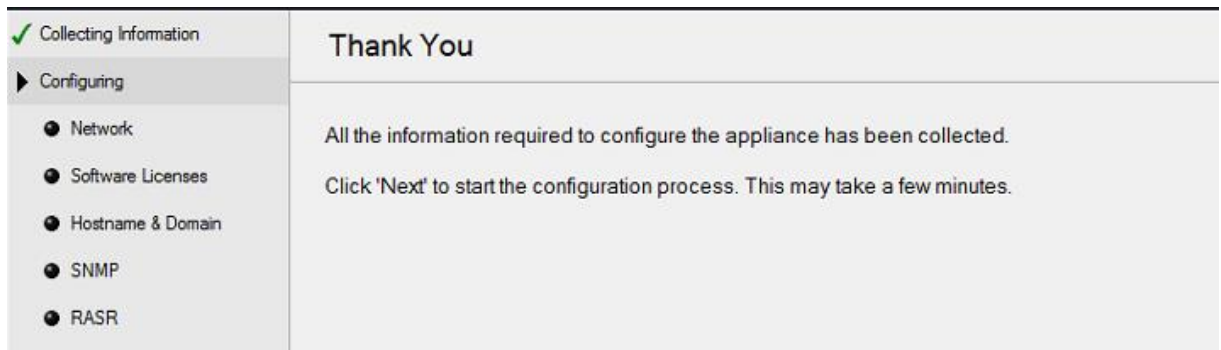 Collecting Information
Configuring
Network
Software Licenses
Hostname & Domain
SNMP
RASR
Thank You
All the information required to configure the appliance has been collected.
Click 'Next' to start the configuration process. This may take a few minutes.